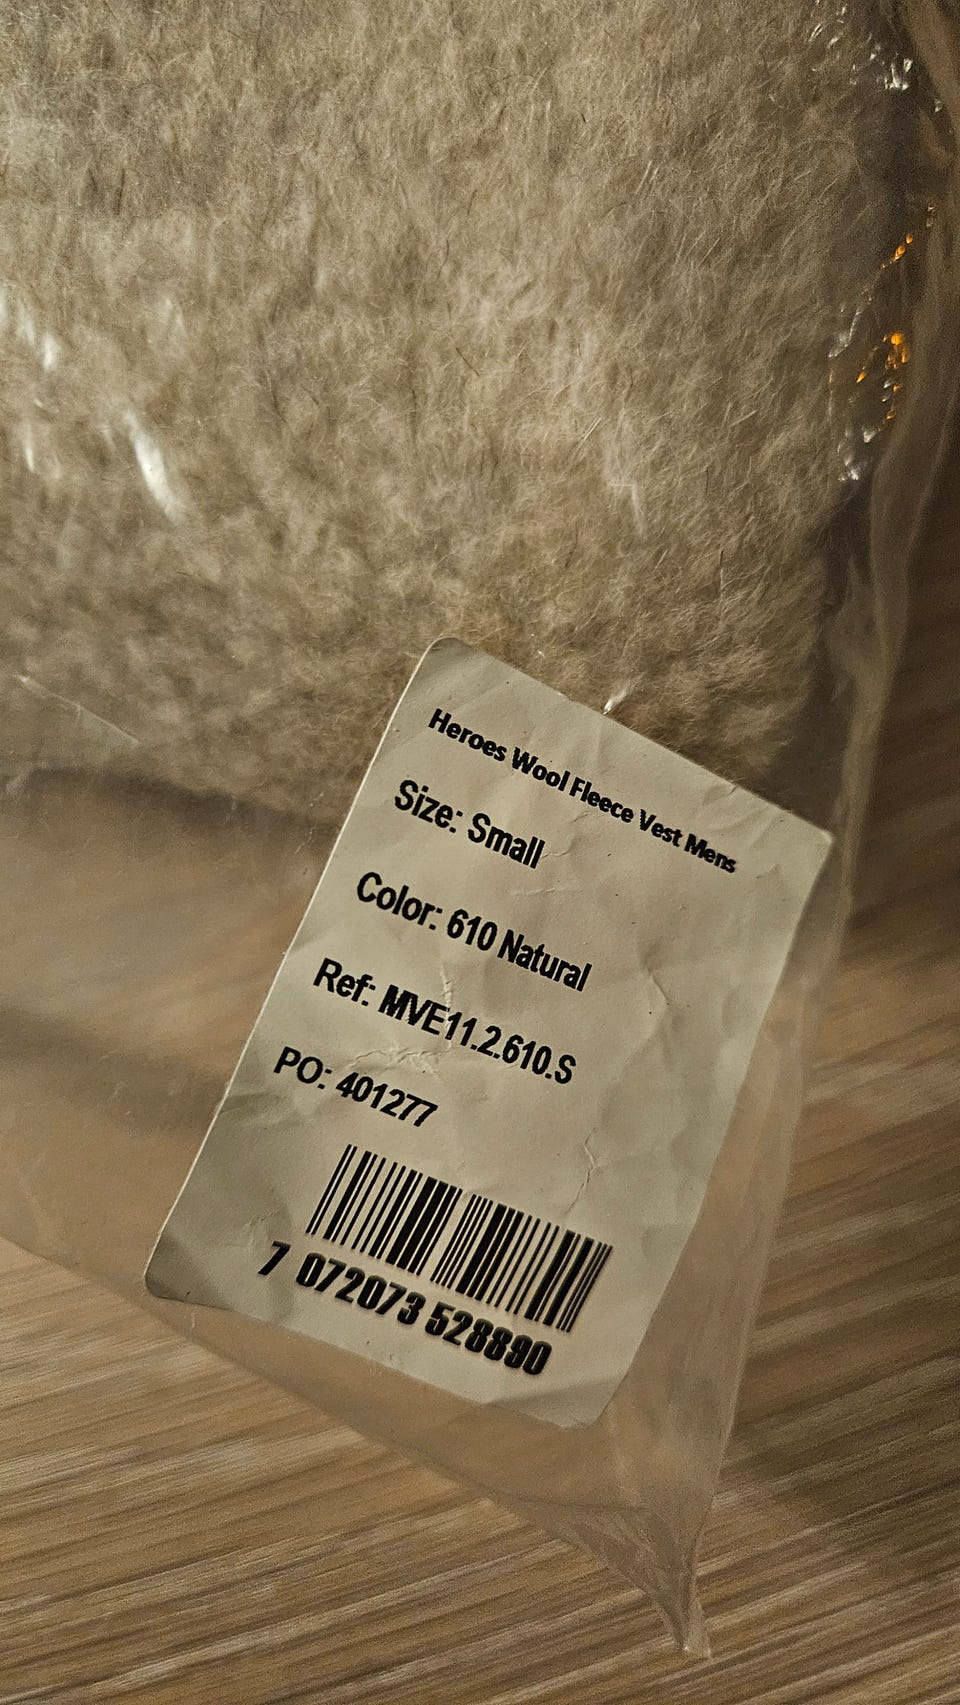 Heroes Wool Fleece Vest Mens
Size: Small
Color: 610 Natural
Ref: MVE11.2.610.S
PO: 401277
7 072073 528890